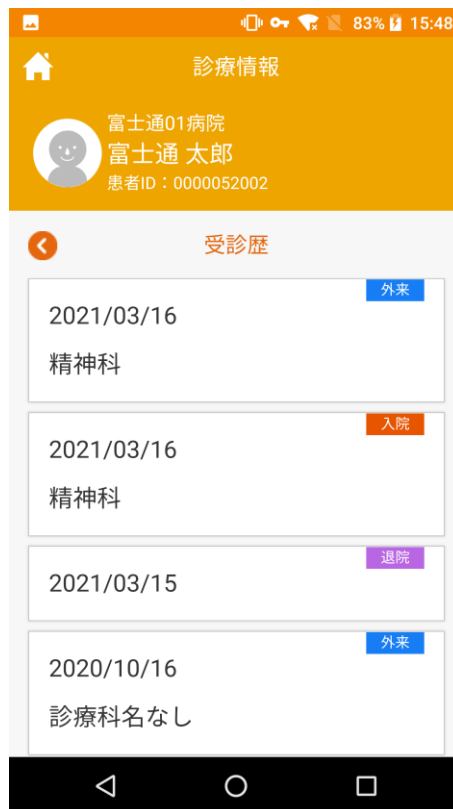 83% 15:48
診療情報
富士通01病院
富士通 太郎
患者ID：0000052002
受診歴
外来
2021/03/16
精神科
入院
2021/03/16
精神科
退院
2021/03/15
外来
2020/10/16
診療科名なし